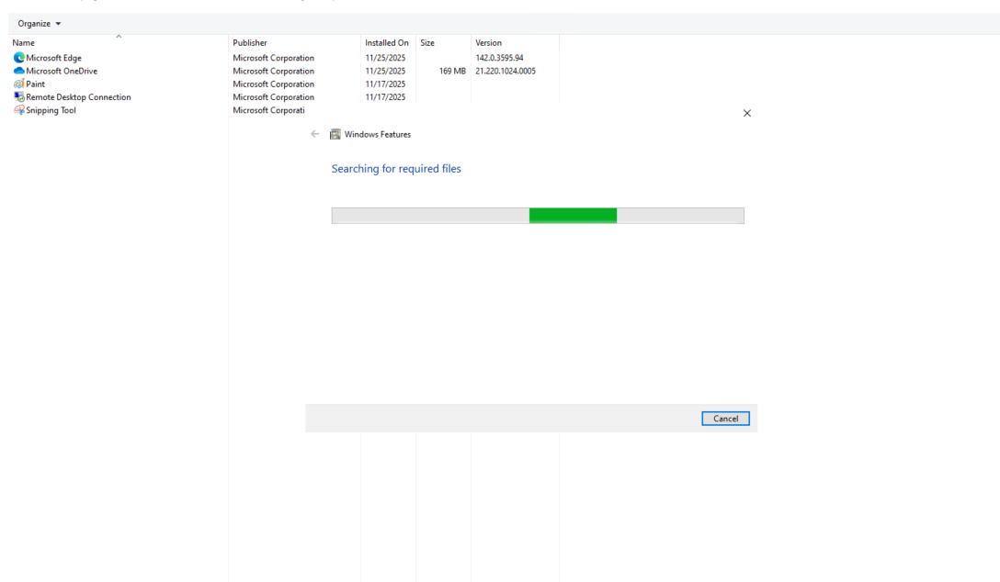 Organize
Name Publisher Installed On Size Version
Microsoft Edge Microsoft Corporation 11/25/2025 142.0.3595.94
Microsoft OneDrive Microsoft Corporation 11/25/2025 169 MB 21.220.1024.0005
Paint Microsoft Corporation 11/17/2025
Remote Desktop Connection Microsoft Corporation 11/17/2025
Snipping Tool Microsoft Corporati
Windows Features
Searching for required files
Cancel